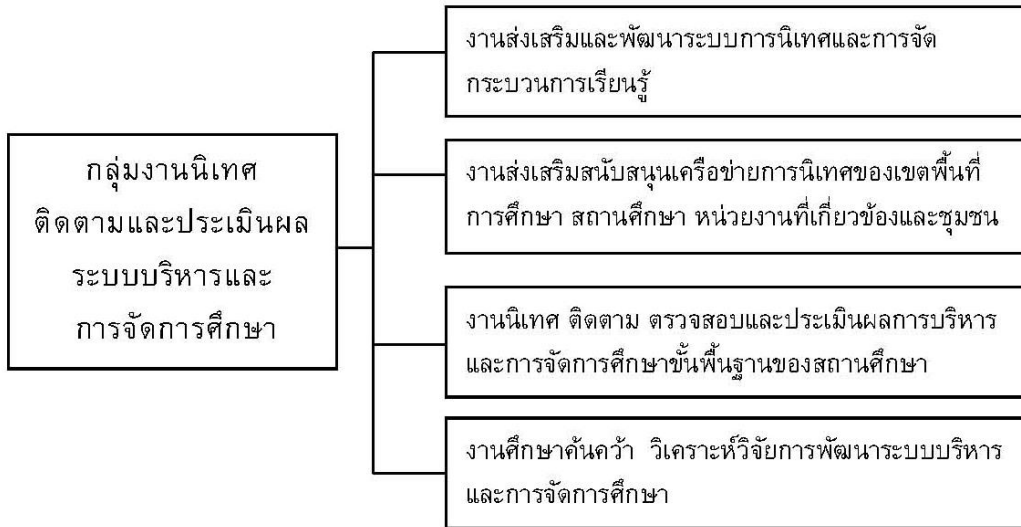 กลุ่มงานนิเทศ
ติดตามและประเมินผล
ระบบบริหารและ
การจัดการศึกษา
งานส่งเสริมและพัฒนาระบบการนิเทศและการจัด
กระบวนการเรียนรู้
งานส่งเสริมสนับสนุนเครือข่ายการนิเทศของเขตพื้นที่
การศึกษา สถานศึกษา หน่วยงานที่เกี่ยวข้องและชุมชน
งานนิเทศ ติดตาม ตรวจสอบและประเมินผลการบริหาร
และการจัดการศึกษาขั้นพื้นฐานของสถานศึกษา
งานศึกษาค้นคว้า วิเคราะห์วิจัยการพัฒนาระบบบริหาร
และการจัดการศึกษา